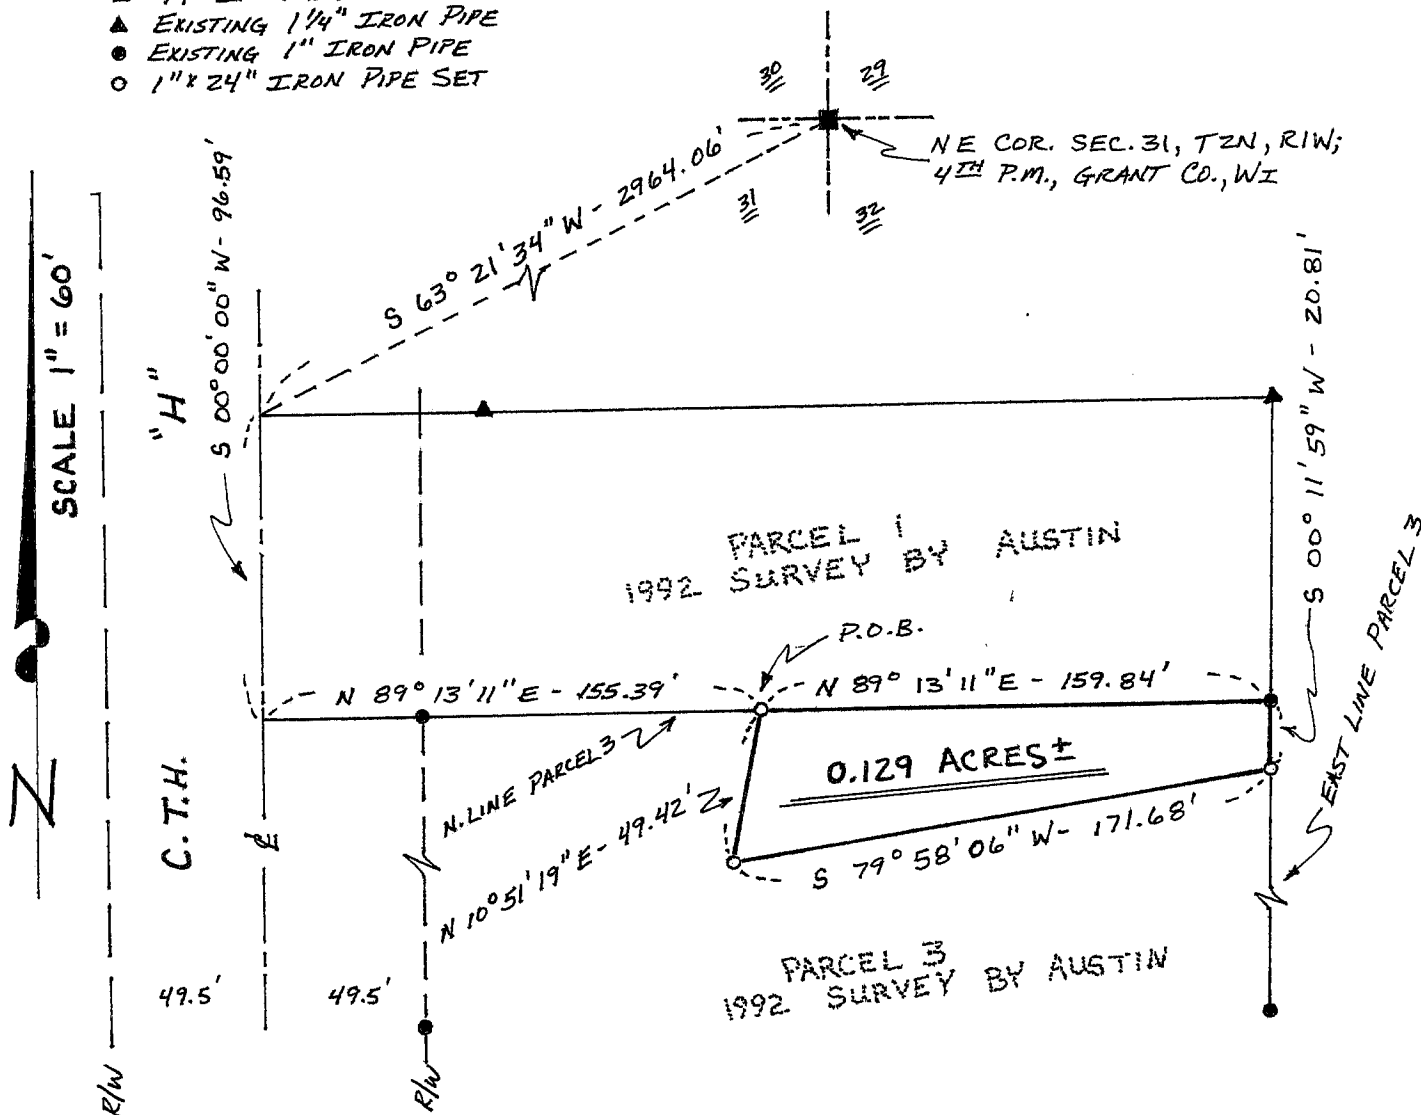 ▲ EXISTING 1 1/4" IRON PIPE
● EXISTING 1" IRON PIPE
○ 1" x 24" IRON PIPE SET
30
29
31
32
NE COR. SEC. 31, T2N, R1W;
4TH P.M., GRANT CO., WI
S 63° 21' 34" W - 2964.06'
S 00° 00' 00" W - 96.59'
SCALE 1" = 60'
"H"
PARCEL 1
1992 SURVEY BY AUSTIN
S 00° 11' 59" W - 20.81'
EAST LINE PARCEL 3
P.O.B.
N 89° 13' 11" E - 155.39'
N 89° 13' 11" E - 159.84'
0.129 ACRES±
N. LINE PARCEL 3
N 10° 51' 19" E - 49.42'
S 79° 58' 06" W - 171.68'
N
C.T.H.
℄
PARCEL 3
1992 SURVEY BY AUSTIN
49.5'
49.5'
R/W
R/W